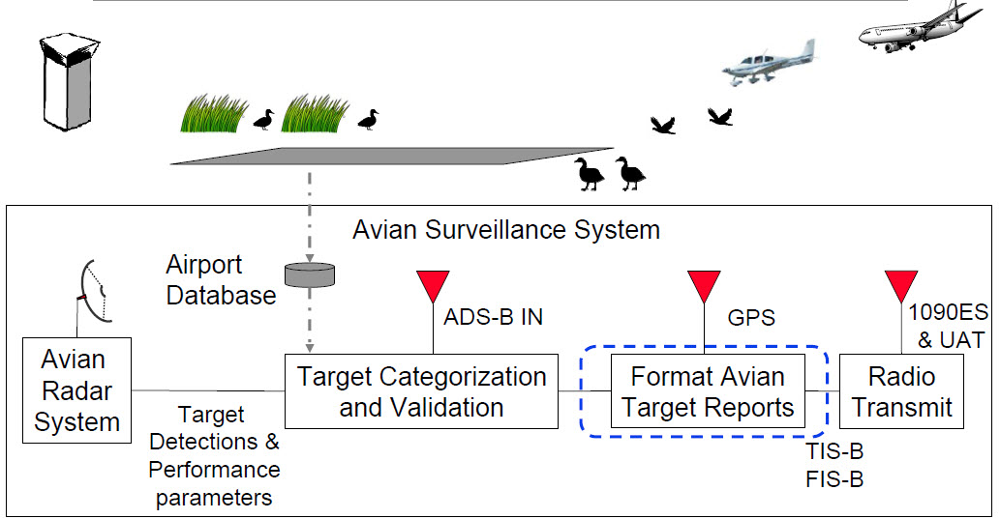 Avian Surveillance System
Airport
Database
ADS-B IN
GPS
1090ES
& UAT
Avian
Radar
System
Target
Detections &
Performance
parameters
Target Categorization
and Validation
Format Avian
Target Reports
Radio
Transmit
TIS-B
FIS-B